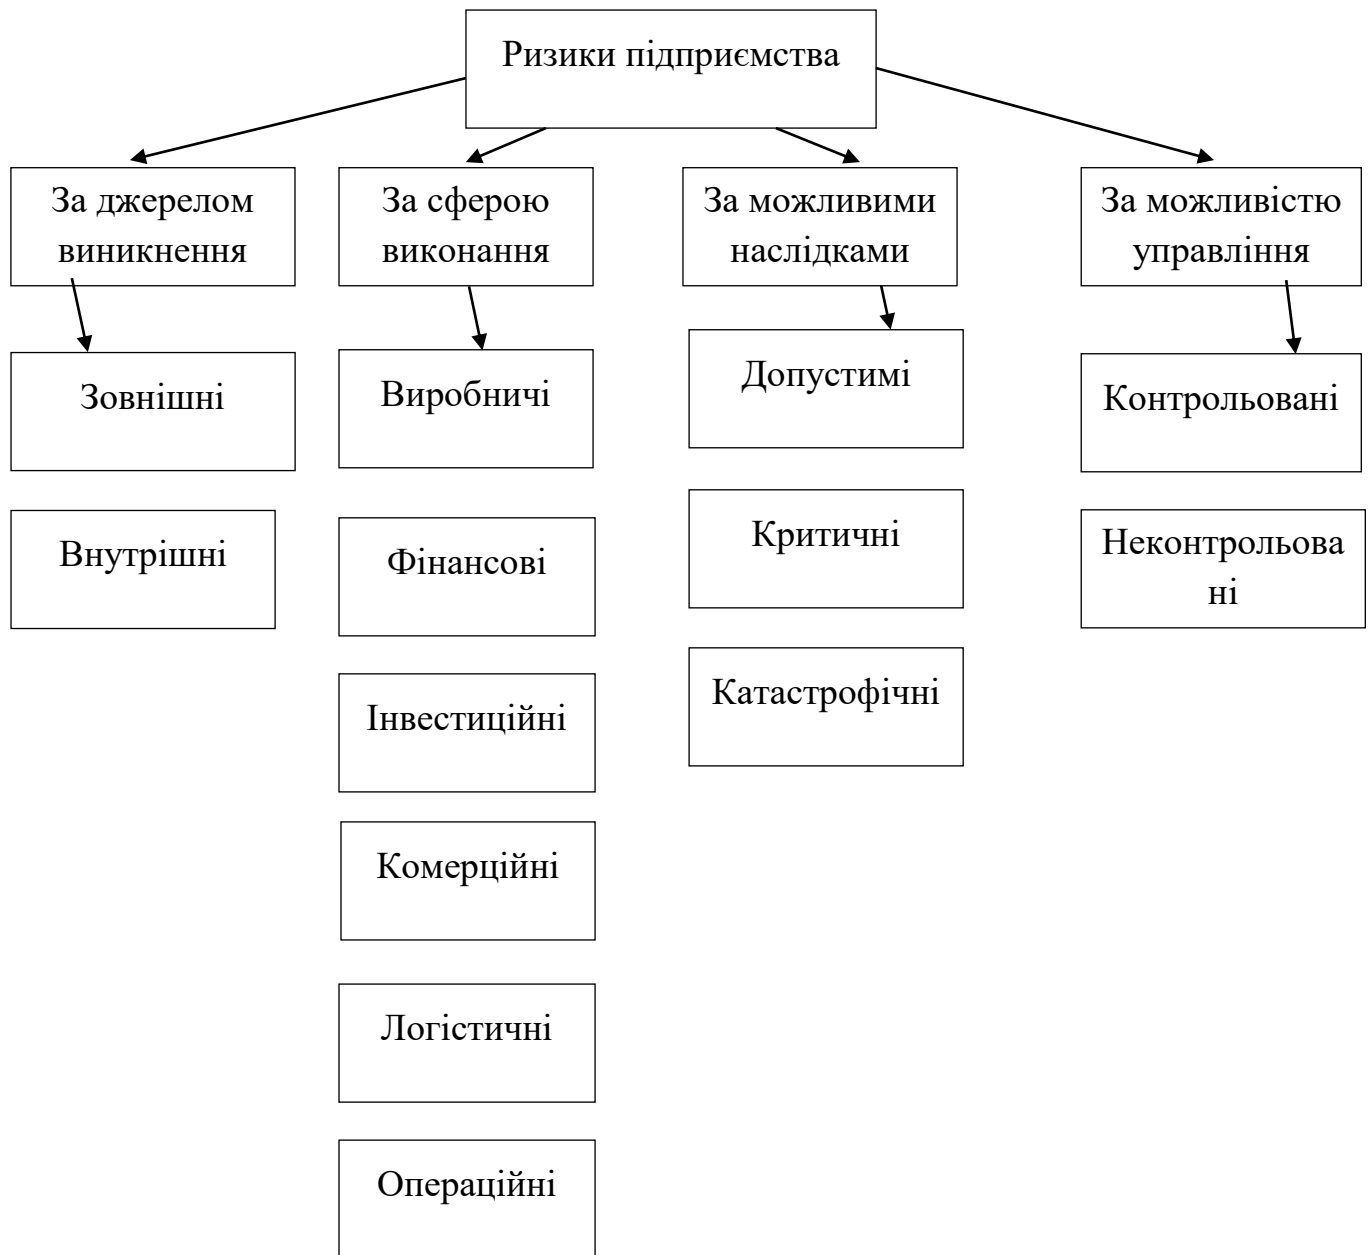 Ризики підприємства
За джерелом
виникнення
За сферою
виконання
За можливими
наслідками
За можливістю
управління
Зовнішні
Виробничі
Допустимі
Контрольовані
Внутрішні
Фінансові
Критичні
Неконтрольова
ні
Інвестиційні
Катастрофічні
Комерційні
Логістичні
Операційні